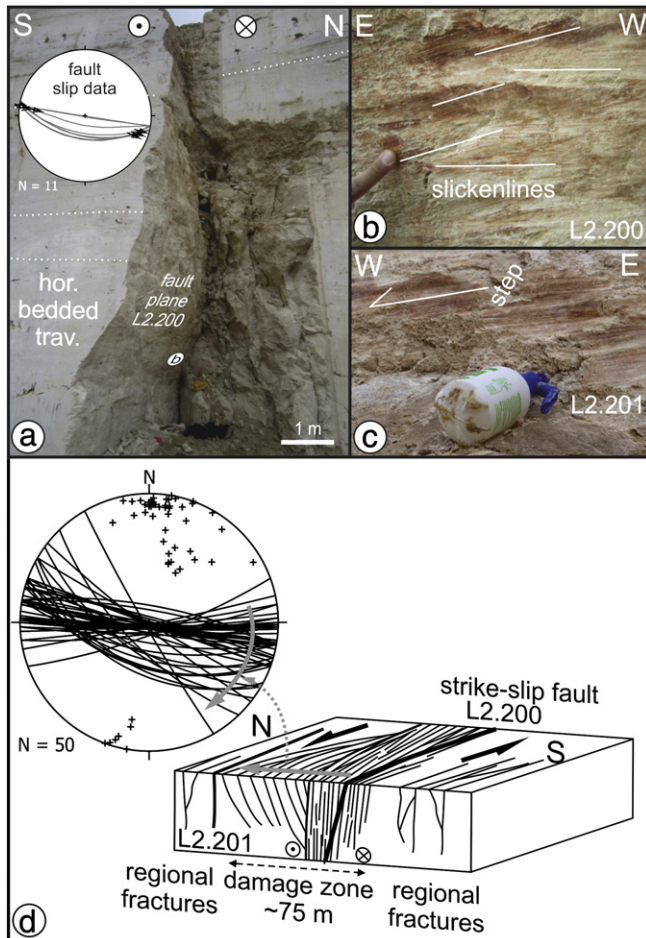 S
N
fault
slip data
N = 11
hor.
bedded
trav.
fault
plane
L2.200
b
1 m
a
E
W
slickenlines
b
L2.200
W
E
step
L2.201
c
N
N = 50
strike-slip fault
L2.200
N
S
L2.201
regional
fractures
damage zone
~75 m
regional
fractures
d